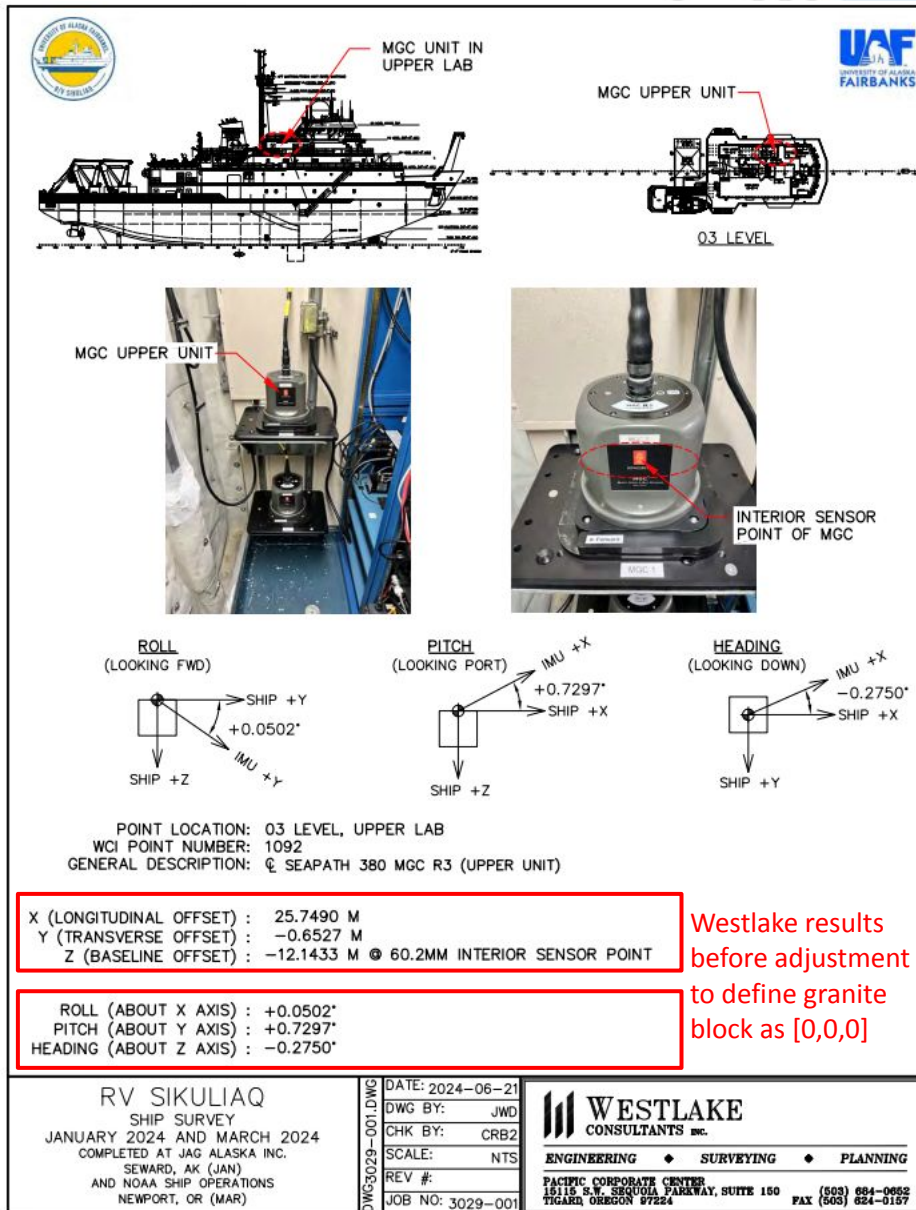 UNIVERSITY OF ALASKA FAIRBANKS
R/V SIKULIAQ
UAF
UNIVERSITY OF ALASKA
FAIRBANKS
MGC UNIT IN
UPPER LAB
MGC UPPER UNIT
03 LEVEL
MGC UPPER UNIT
INTERIOR SENSOR
POINT OF MGC
MGC
MGC 1
ROLL
(LOOKING FWD)
SHIP +Y
+0.0502°
IMU +Y
SHIP +Z
PITCH
(LOOKING PORT)
IMU +X
+0.7297°
SHIP +X
SHIP +Z
HEADING
(LOOKING DOWN)
IMU +X
-0.2750°
SHIP +X
SHIP +Y
POINT LOCATION: 03 LEVEL, UPPER LAB
WCI POINT NUMBER: 1092
GENERAL DESCRIPTION: ℄ SEAPATH 380 MGC R3 (UPPER UNIT)
X (LONGITUDINAL OFFSET) : 25.7490 M
Y (TRANSVERSE OFFSET) : -0.6527 M
Z (BASELINE OFFSET) : -12.1433 M @ 60.2MM INTERIOR SENSOR POINT
ROLL (ABOUT X AXIS) : +0.0502°
PITCH (ABOUT Y AXIS) : +0.7297°
HEADING (ABOUT Z AXIS) : -0.2750°
Westlake results
before adjustment
to define granite
block as [0,0,0]
RV SIKULIAQ
SHIP SURVEY
JANUARY 2024 AND MARCH 2024
COMPLETED AT JAG ALASKA INC.
SEWARD, AK (JAN)
AND NOAA SHIP OPERATIONS
NEWPORT, OR (MAR)
DWG3029-001.DWG
DATE: 2024-06-21
DWG BY: JWD
CHK BY: CRB2
SCALE: NTS
REV #:
JOB NO: 3029-001
WESTLAKE
CONSULTANTS INC.
ENGINEERING ◆ SURVEYING ◆ PLANNING
PACIFIC CORPORATE CENTER
15115 S.W. SEQUOIA PARKWAY, SUITE 150 (503) 684-0652
TIGARD, OREGON 97224 FAX (503) 624-0157